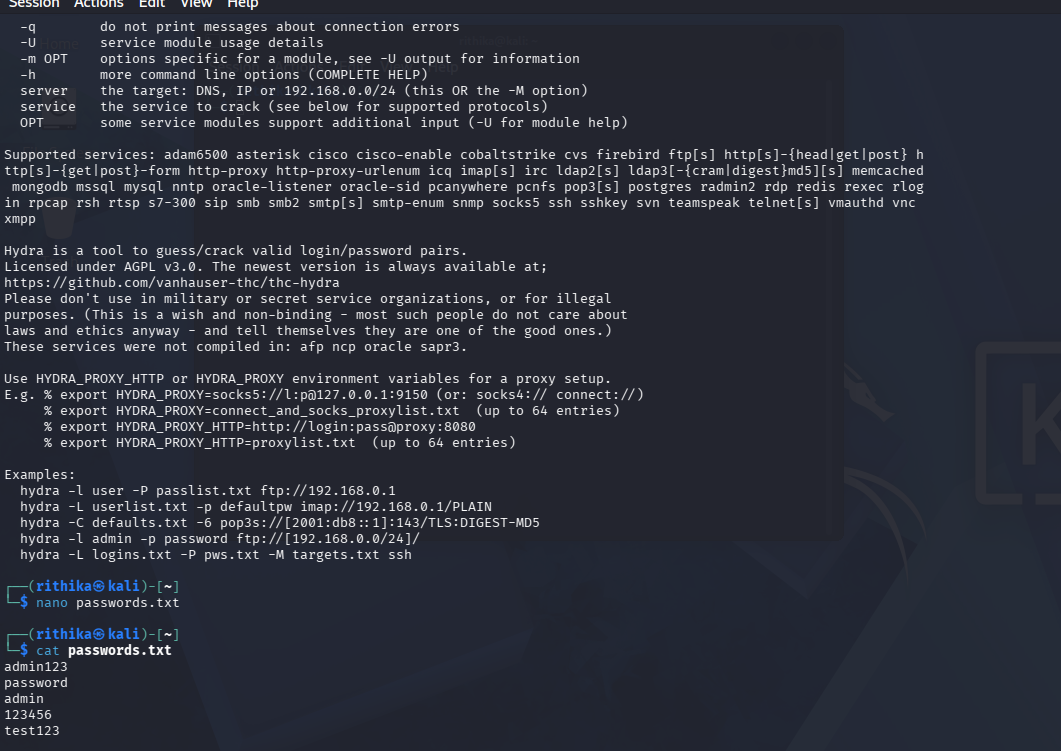 Session Actions Edit View Help
-q do not print messages about connection errors
-U service module usage details
-m OPT options specific for a module, see -U output for information
-h more command line options (COMPLETE HELP)
server the target: DNS, IP or 192.168.0.0/24 (this OR the -M option)
service the service to crack (see below for supported protocols)
OPT some service modules support additional input (-U for module help)
Supported services: adam6500 asterisk cisco cisco-enable cobaltstrike cvs firebird ftp[s] http[s]-{head|get|post} h
ttp[s]-{get|post}-form http-proxy http-proxy-urlenum icq imap[s] irc ldap2[s] ldap3[-{cram|digest}md5][s] memcached
mongodb mssql mysql nntp oracle-listener oracle-sid pcanywhere pcnfs pop3[s] postgres radmin2 rdp redis rexec rlog
in rpcap rsh rtsp s7-300 sip smb smb2 smtp[s] smtp-enum snmp socks5 ssh sshkey svn teamspeak telnet[s] vmauthd vnc
xmpp
Hydra is a tool to guess/crack valid login/password pairs.
Licensed under AGPL v3.0. The newest version is always available at;
https://github.com/vanhauser-thc/thc-hydra
Please don't use in military or secret service organizations, or for illegal
purposes. (This is a wish and non-binding - most such people do not care about
laws and ethics anyway - and tell themselves they are one of the good ones.)
These services were not compiled in: afp ncp oracle sapr3.
Use HYDRA_PROXY_HTTP or HYDRA_PROXY environment variables for a proxy setup.
E.g. % export HYDRA_PROXY=socks5://l:p@127.0.0.1:9150 (or: socks4:// connect://)
% export HYDRA_PROXY=connect_and_socks_proxylist.txt (up to 64 entries)
% export HYDRA_PROXY_HTTP=http://login:pass@proxy:8080
% export HYDRA_PROXY_HTTP=proxylist.txt (up to 64 entries)
Examples:
hydra -l user -P passlist.txt ftp://192.168.0.1
hydra -L userlist.txt -p defaultpw imap://192.168.0.1/PLAIN
hydra -C defaults.txt -6 pop3s://[2001:db8::1]:143/TLS:DIGEST-MD5
hydra -l admin -p password ftp://[192.168.0.0/24]/
hydra -L logins.txt -P pws.txt -M targets.txt ssh
┌──(rithika㉿kali)-[~]
└─$ nano passwords.txt
┌──(rithika㉿kali)-[~]
└─$ cat passwords.txt
admin123
password
admin
123456
test123